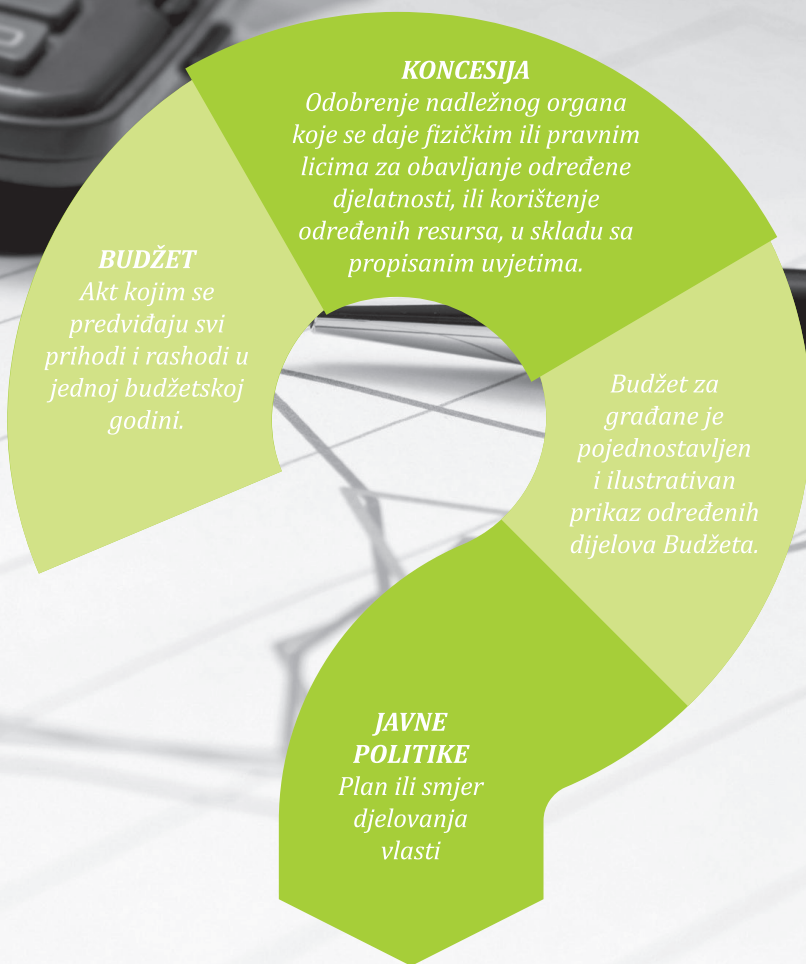 BUDŽET
Akt kojim se
predviđaju svi
prihodi i rashodi u
jednoj budžetskoj
godini.
KONCESIJA
Odobrenje nadležnog organa
koje se daje fizičkim ili pravnim
licima za obavljanje određene
djelatnosti, ili korištenje
određenih resursa, u skladu sa
propisanim uvjetima.
Budžet za
građane je
pojednostavljen
i ilustrativan
prikaz određenih
dijelova Budžeta.
JAVNE
POLITIKE
Plan ili smjer
djelovanja
vlasti